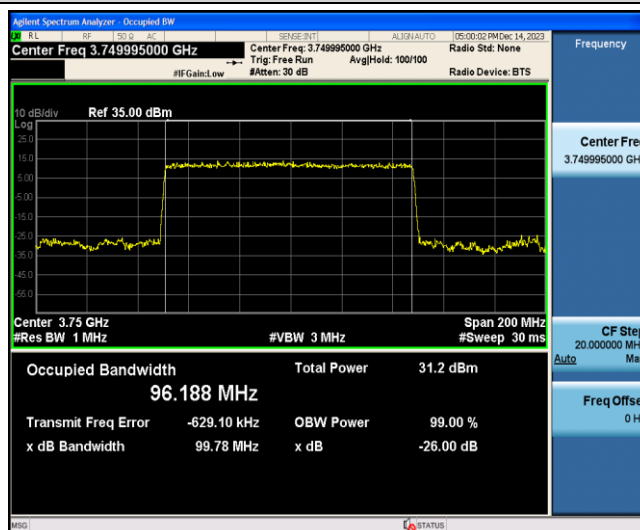 Agilent Spectrum Analyzer - Occupied BW
RL RF 50 Ω AC SENSE:INT ALIGN AUTO 05:00:02 PM Dec 14, 2023
Center Freq 3.749995000 GHz
Center Freq: 3.749995000 GHz
Radio Std: None
Trig: Free Run
Avg|Hold: 100/100
#IFGain:Low
#Atten: 30 dB
Radio Device: BTS
Frequency
10 dB/div
Ref 35.00 dBm
Log
25.0
15.0
5.00
-5.00
-15.0
-25.0
-35.0
-45.0
-55.0
Center Fre
3.749995000 GH
Center 3.75 GHz
Span 200 MHz
#Res BW 1 MHz
#VBW 3 MHz
#Sweep 30 ms
CF Step
20.000000 MH
Auto Ma
Occupied Bandwidth
Total Power 31.2 dBm
96.188 MHz
Transmit Freq Error -629.10 kHz OBW Power 99.00 %
x dB Bandwidth 99.78 MHz x dB -26.00 dB
Freq Offse
0 H
MSG
STATUS